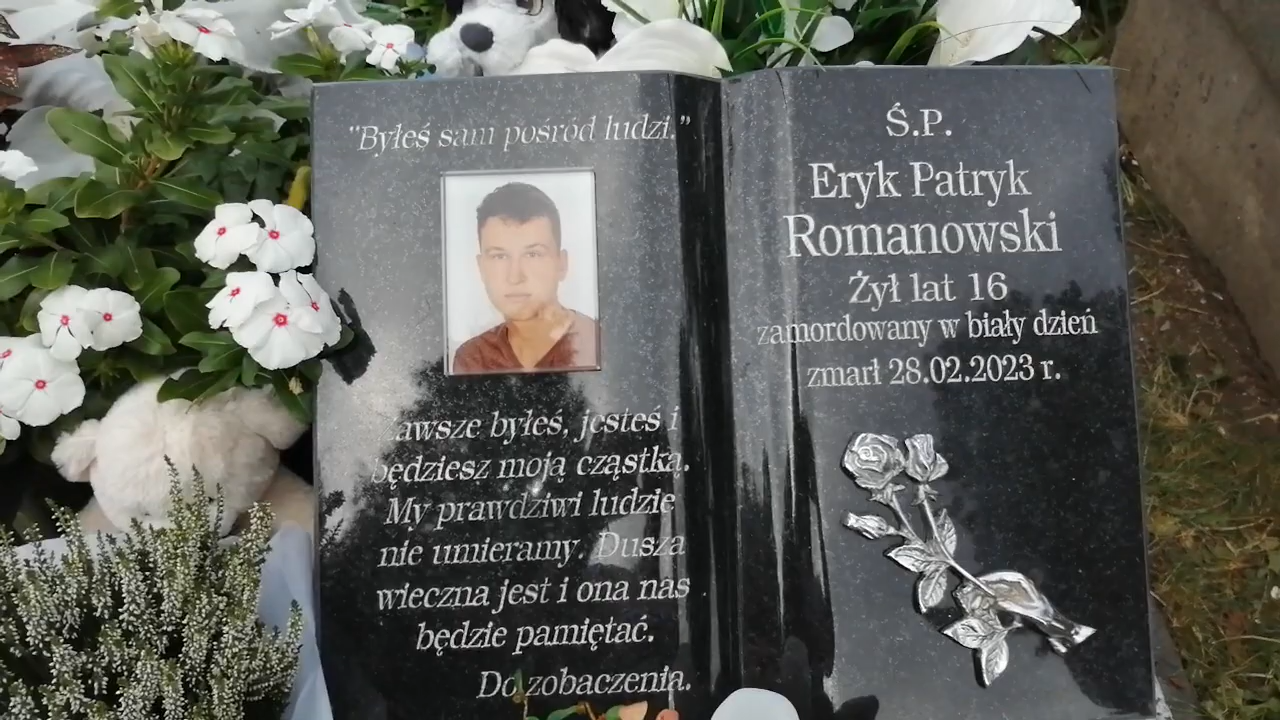 "Byłeś sam pośród ludzi."
awsze byłeś, jesteś i
będziesz moją cząstką.
My prawdziwi ludzie
nie umieramy. Dusza
wieczna jest i ona nas
będzie pamiętać.
Do zobaczenia.
Ś.P.
Eryk Patryk
Romanowski
Żył lat 16
zamordowany w biały dzień
zmarł 28.02.2023 r.